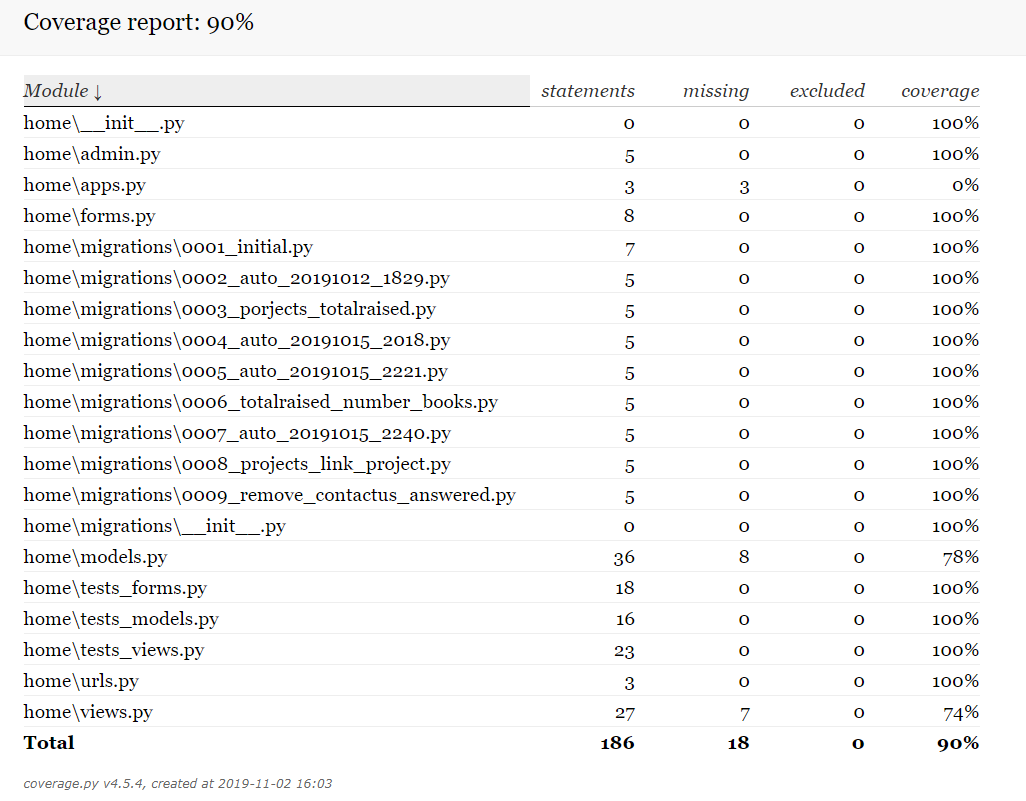 Coverage report: 90%
Module ↓ statements missing excluded coverage
home\__init__.py 0 0 0 100%
home\admin.py 5 0 0 100%
home\apps.py 3 3 0 0%
home\forms.py 8 0 0 100%
home\migrations\0001_initial.py 7 0 0 100%
home\migrations\0002_auto_20191012_1829.py 5 0 0 100%
home\migrations\0003_porjects_totalraised.py 5 0 0 100%
home\migrations\0004_auto_20191015_2018.py 5 0 0 100%
home\migrations\0005_auto_20191015_2221.py 5 0 0 100%
home\migrations\0006_totalraised_number_books.py 5 0 0 100%
home\migrations\0007_auto_20191015_2240.py 5 0 0 100%
home\migrations\0008_projects_link_project.py 5 0 0 100%
home\migrations\0009_remove_contactus_answered.py 5 0 0 100%
home\migrations\__init__.py 0 0 0 100%
home\models.py 36 8 0 78%
home\tests_forms.py 18 0 0 100%
home\tests_models.py 16 0 0 100%
home\tests_views.py 23 0 0 100%
home\urls.py 3 0 0 100%
home\views.py 27 7 0 74%
Total 186 18 0 90%
coverage.py v4.5.4, created at 2019-11-02 16:03